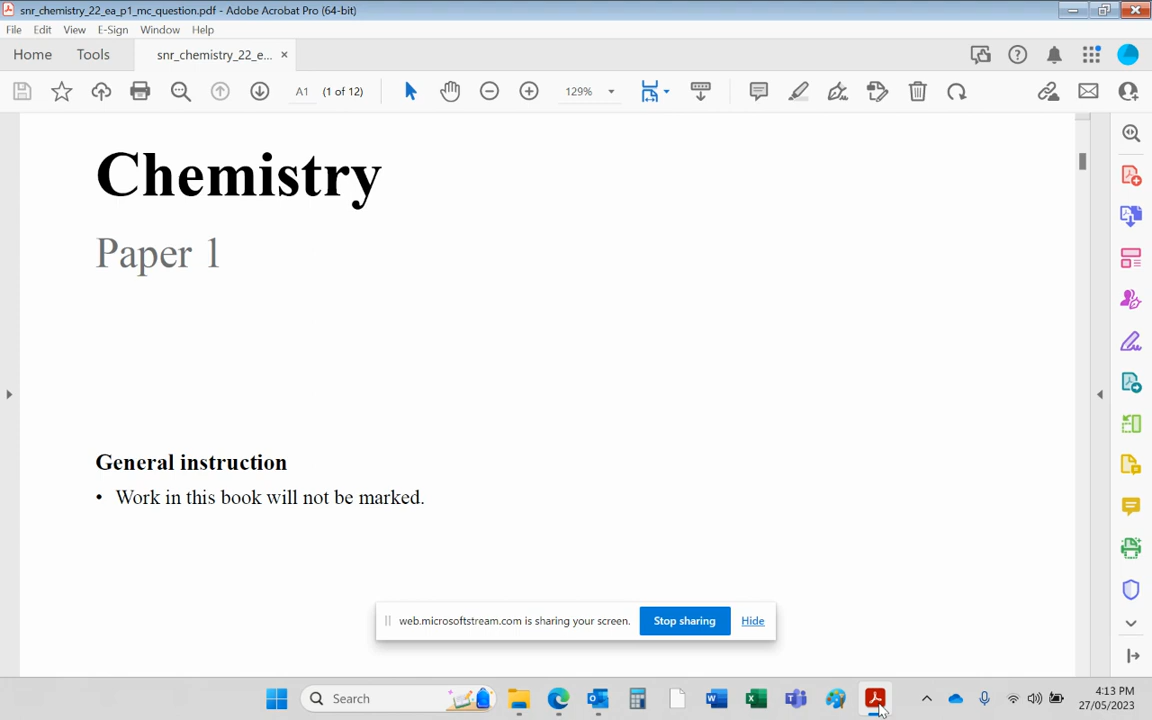 snr_chemistry_22_ea_p1_mc_question.pdf - Adobe Acrobat Pro (64-bit)
File Edit View E-Sign Window Help
Home Tools snr_chemistry_22_e... ×
A1 (1 of 12) 129%
Chemistry
Paper 1
General instruction
• Work in this book will not be marked.
web.microsoftstream.com is sharing your screen. Stop sharing Hide
Search
4:13 PM
27/05/2023